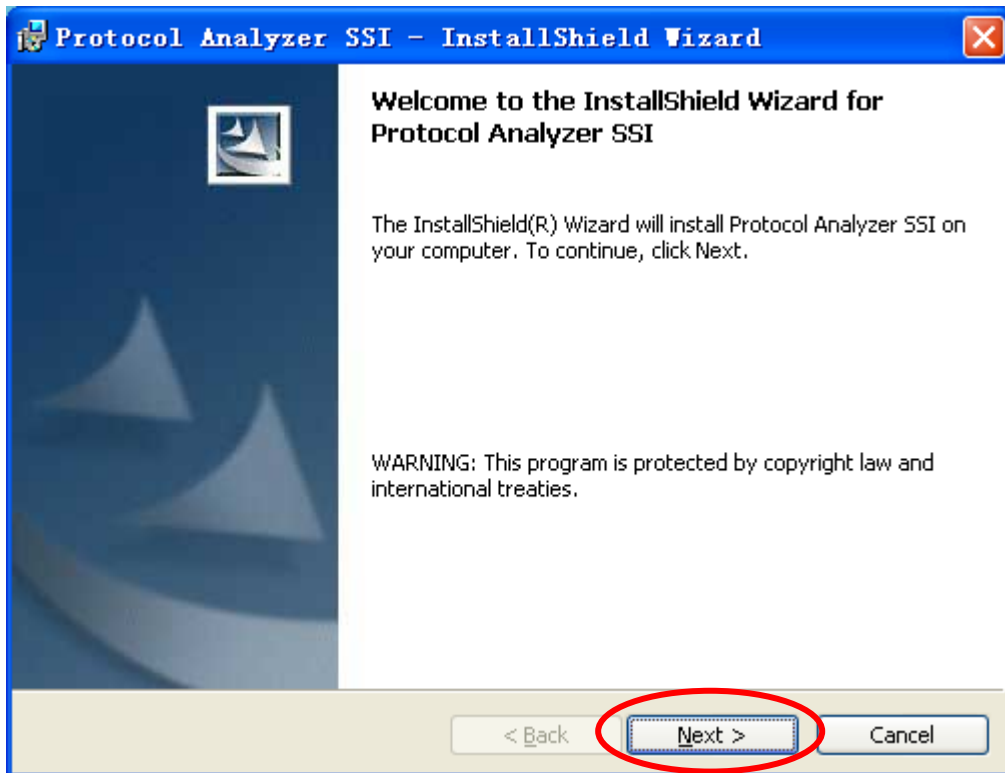 Protocol Analyzer SSI - InstallShield Wizard
Welcome to the InstallShield Wizard for
Protocol Analyzer SSI
The InstallShield(R) Wizard will install Protocol Analyzer SSI on
your computer. To continue, click Next.
WARNING: This program is protected by copyright law and
international treaties.
< Back
Next >
Cancel